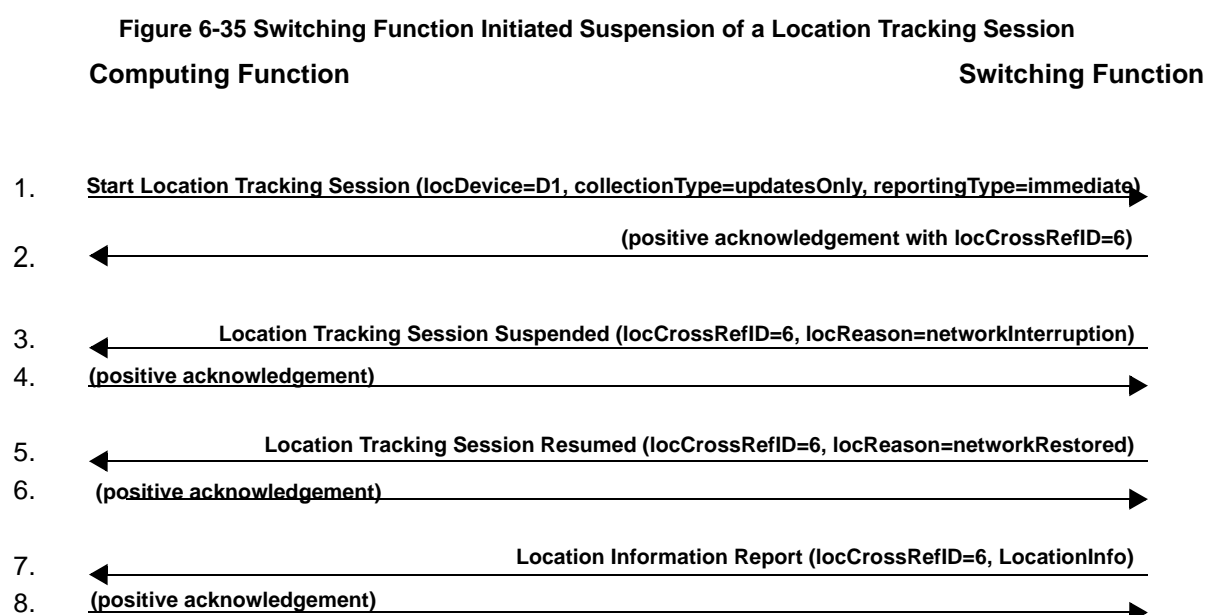 Figure 6-35 Switching Function Initiated Suspension of a Location Tracking Session
Computing Function Switching Function
1. Start Location Tracking Session (locDevice=D1, collectionType=updatesOnly, reportingType=immediate)
(positive acknowledgement with locCrossRefID=6)
2.
3. Location Tracking Session Suspended (locCrossRefID=6, locReason=networkInterruption)
4. (positive acknowledgement)
5. Location Tracking Session Resumed (locCrossRefID=6, locReason=networkRestored)
6. (positive acknowledgement)
7. Location Information Report (locCrossRefID=6, LocationInfo)
8. (positive acknowledgement)